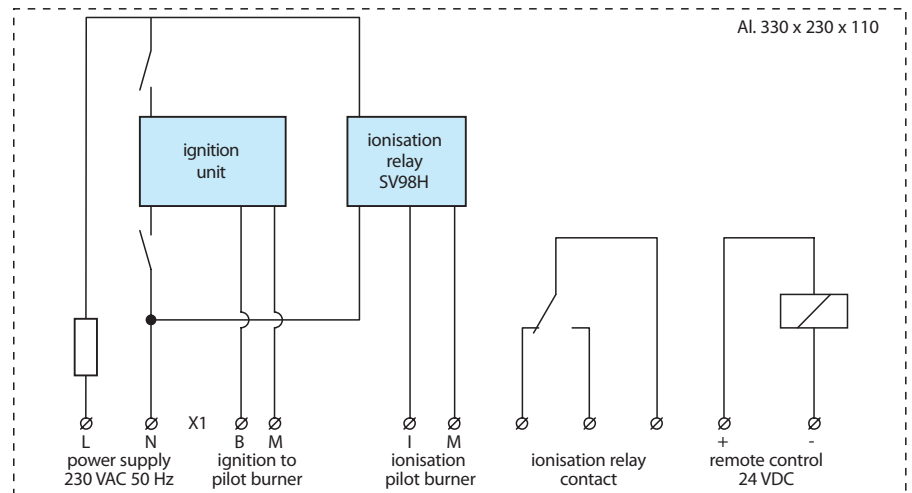 Al. 330 x 230 x 110
ignition
unit
ionisation
relay
SV98H
L
N
X1
B
M
I
M
+
-
power supply
230 VAC 50 Hz
ignition to
pilot burner
ionisation
pilot burner
ionisation relay
contact
remote control
24 VDC